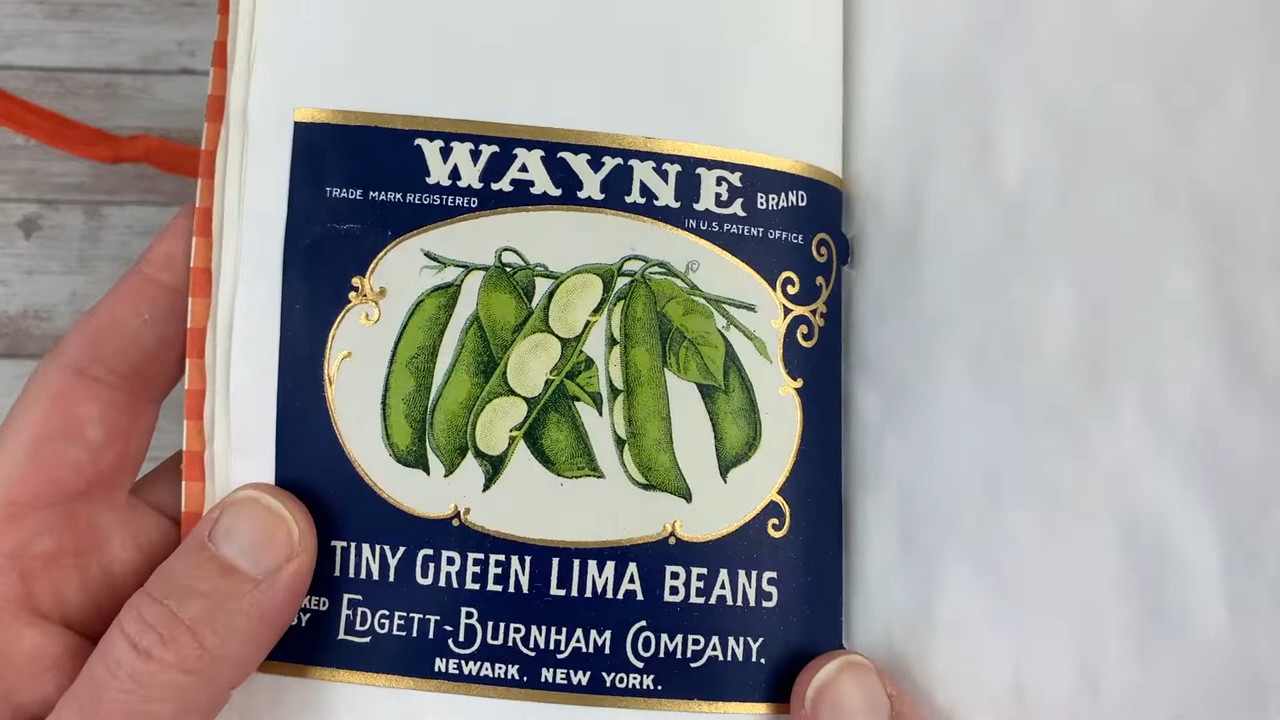 WAYNE BRAND
TRADE MARK REGISTERED
IN U.S. PATENT OFFICE
TINY GREEN LIMA BEANS
EDGETT-BURNHAM COMPANY.
NEWARK, NEW YORK.